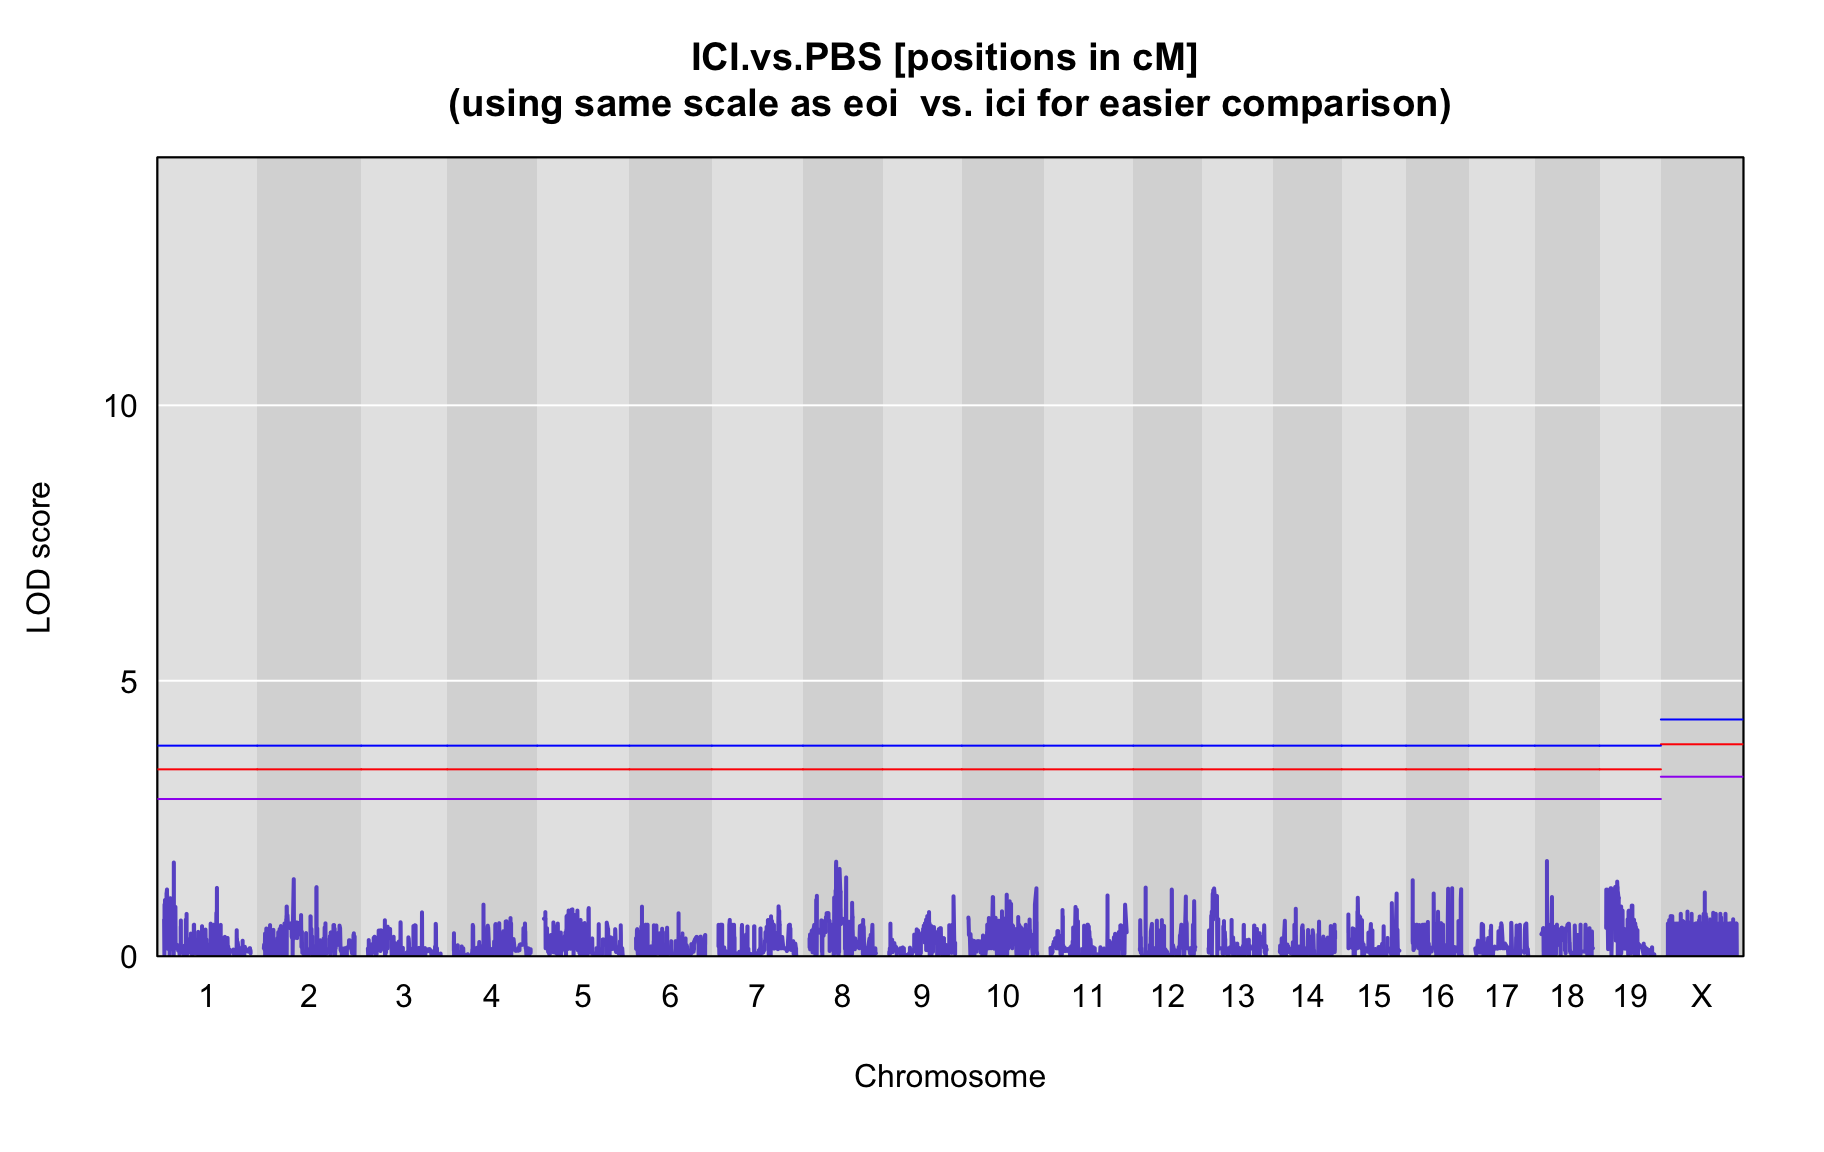 ICI.vs.PBS [positions in cM]
(using same scale as eoi  vs. ici for easier comparison)
10
5
0
LOD score
1 2 3 4 5 6 7 8 9 10 11 12 13 14 15 16 17 18 19 X
Chromosome